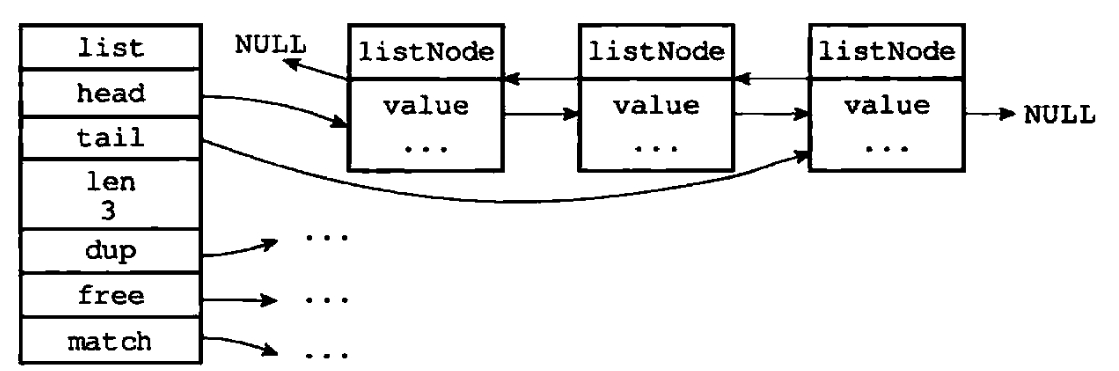 list
head
tail
len
3
dup
free
match
NULL
listNode
value
...
listNode
value
...
listNode
value
...
NULL
...
...
...